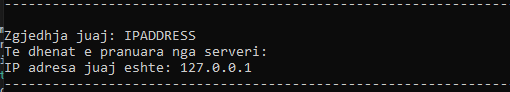 Zgjedhja juaj: IPADDRESS
Te dhenat e pranuara nga serveri:
IP adresa juaj eshte: 127.0.0.1